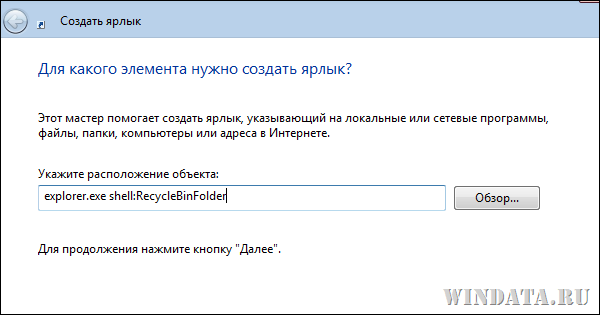 Создать ярлык
Для какого элемента нужно создать ярлык?
Этот мастер помогает создать ярлык, указывающий на локальные или сетевые программы,
файлы, папки, компьютеры или адреса в Интернете.
Укажите расположение объекта:
explorer.exe shell:RecycleBinFolder
Обзор...
Для продолжения нажмите кнопку "Далее".
WINDATA.RU